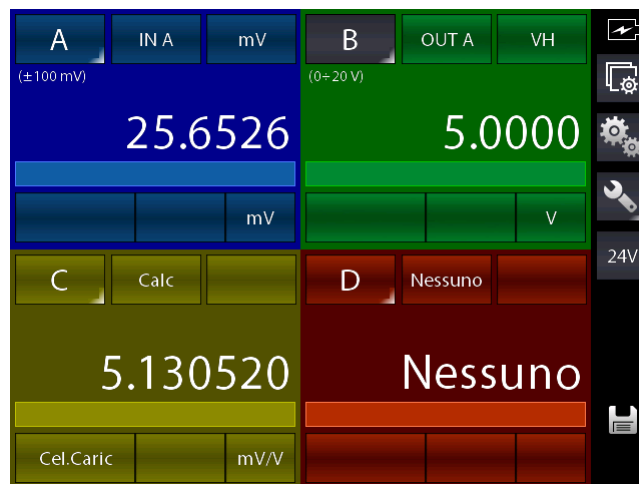 A IN A mV
(±100 mV)
25.6526
mV
B OUT A VH
(0÷20 V)
5.0000
V
C Calc
5.130520
Cel.Caric mV/V
D Nessuno
Nessuno
24V